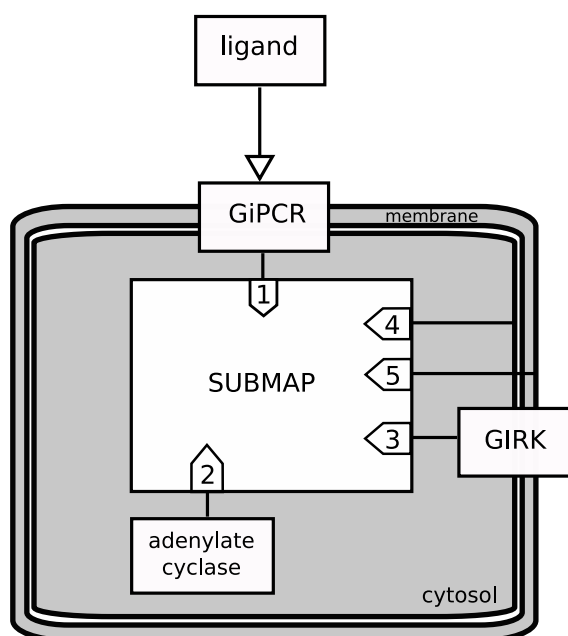 ligand
GiPCR
membrane
1
4
SUBMAP
5
3
GIRK
2
adenylate
cyclase
cytosol